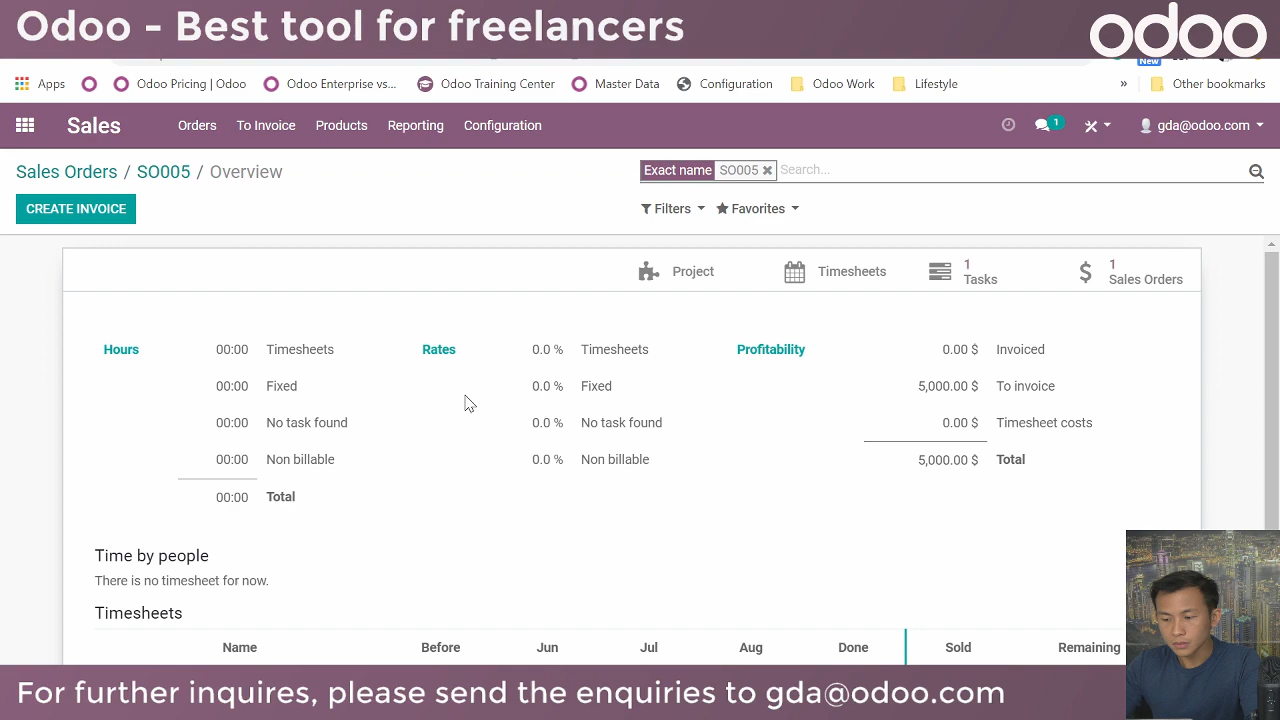 Odoo - Best tool for freelancers
odoo
New
Apps
Odoo Pricing | Odoo
Odoo Enterprise vs...
Odoo Training Center
Master Data
Configuration
Odoo Work
Lifestyle
»
Other bookmarks
Sales
Orders
To Invoice
Products
Reporting
Configuration
1
gda@odoo.com
Sales Orders / SO005 / Overview
Exact name SO005 Search...
CREATE INVOICE
Filters
Favorites
Project
Timesheets
1 Tasks
1 Sales Orders
Hours 00:00 Timesheets Rates 0.0 % Timesheets Profitability 0.00 $ Invoiced
00:00 Fixed 0.0 % Fixed 5,000.00 $ To invoice
00:00 No task found 0.0 % No task found 0.00 $ Timesheet costs
00:00 Non billable 0.0 % Non billable 5,000.00 $ Total
00:00 Total
Time by people
There is no timesheet for now.
Timesheets
Name Before Jun Jul Aug Done Sold Remaining
For further inquires, please send the enquiries to gda@odoo.com